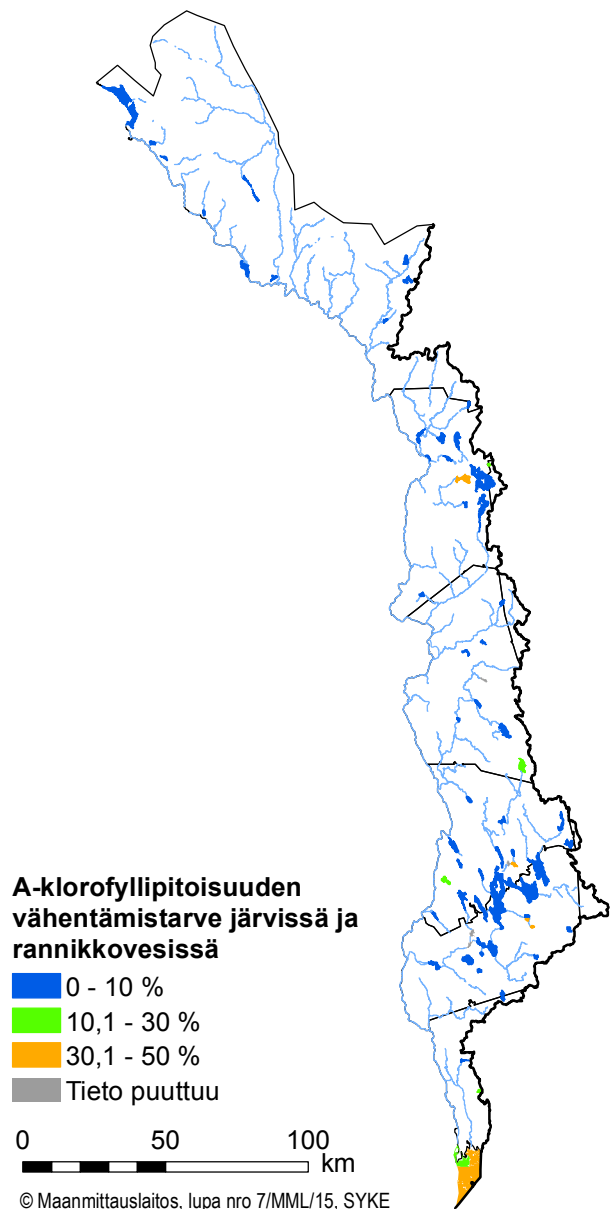 A-klorofyllipitoisuuden
vähentämistarve järvissä ja
rannikkovesissä
0 - 10 %
10,1 - 30 %
30,1 - 50 %
Tieto puuttuu
0 50 100
km
© Maanmittauslaitos, lupa nro 7/MML/15, SYKE